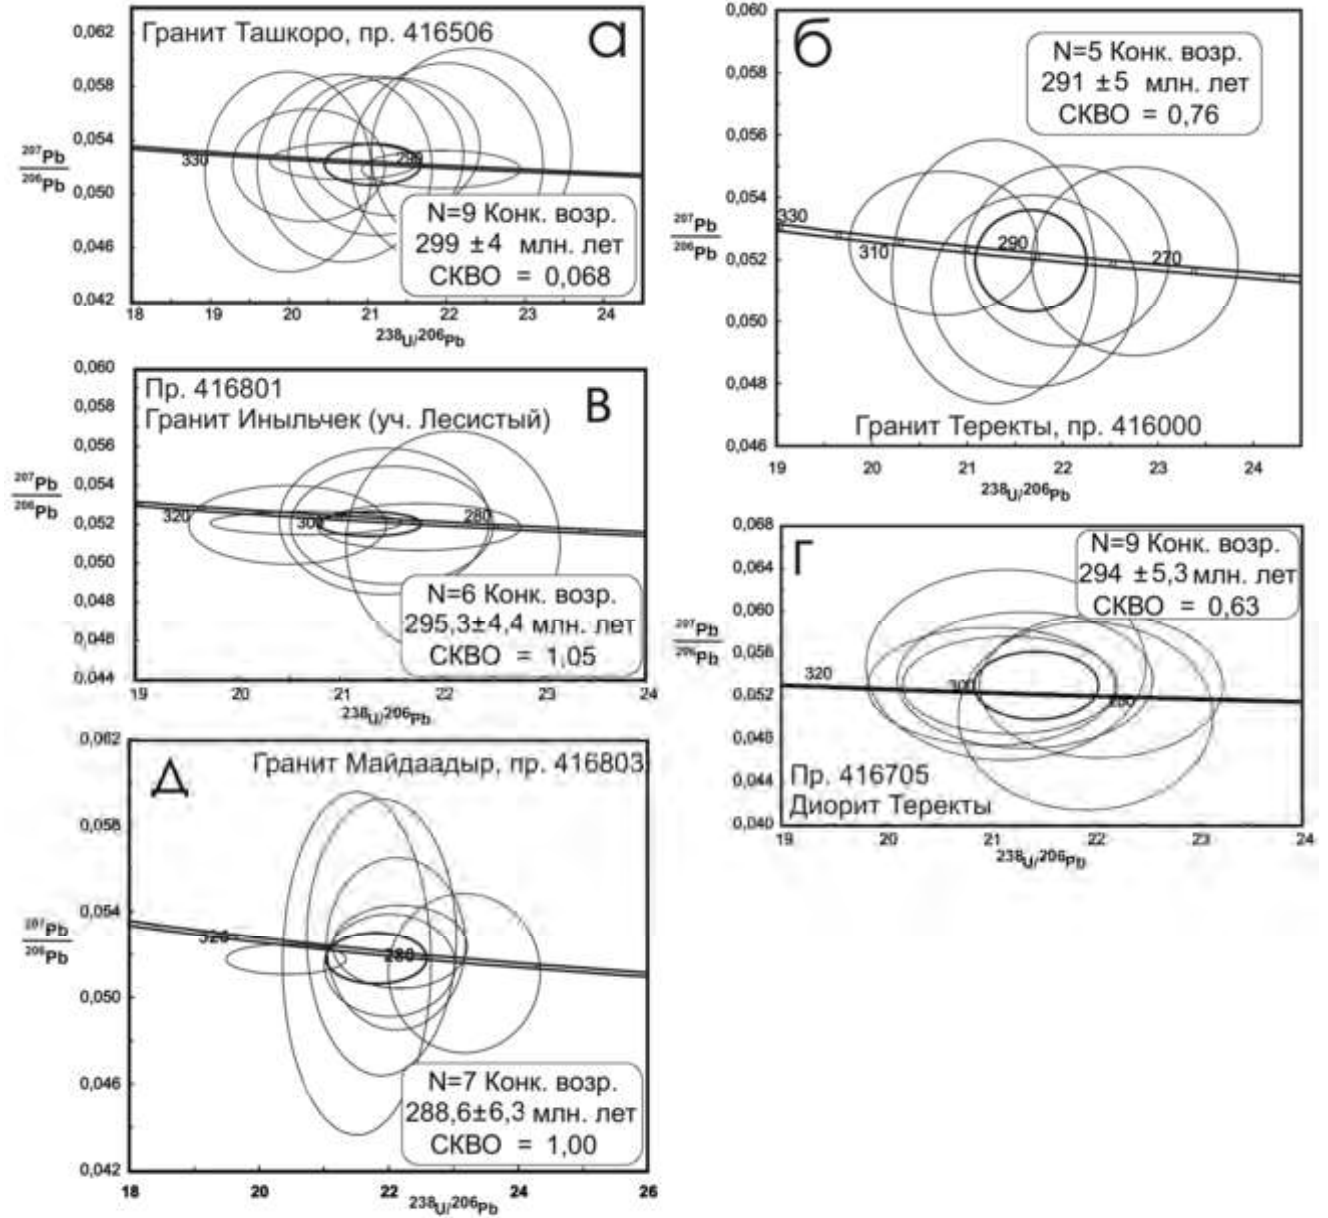 Гранит Ташкоро, пр. 416506
а
0,062
0,058
0,054
0,050
0,046
0.042
207Pb
206Pb
330
290
N=9 Конк. возр.
299 ±4 млн. лет
СКВО = 0,068
18 19 20 21 22 23 24
238U/206Pb
б
0,060
0,058
0,056
0,054
0,052
0,050
0,046
207Pb
206Pb
N=5 Конк. возр.
291 ±5 млн. лет
СКВО = 0,76
330
310
290
270
Гранит Теректы, пр. 416000
19 20 21 22 23 24
238U/206Pb
Пр. 416801
Гранит Иныльчек (уч. Лесистый)
В
0,060
0,058
0,056
0,054
0,052
0,050
0,048
0,046
0,044
207Pb
206Pb
320
300
280
N=6 Конк. возр.
295,3±4,4 млн. лет
СКВО = 1,05
19 20 21 22 23 24
238U/206Pb
Г
0,068
0,064
0,060
0,056
0,052
0,048
0,044
0,040
207Pb
206Pb
N=9 Конк. возр.
294 ±5,3 млн. лет
СКВО = 0,63
320
300
280
Пр. 416705
Диорит Теректы
19 20 21 22 23 24
238U/206Pb
Д
Гранит Майдаадыр, пр. 416803
0,062
0,058
0,054
0,050
0,046
0,042
207Pb
206Pb
320
280
N=7 Конк. возр.
288,6±6,3 млн. лет
СКВО = 1,00
18 20 22 24 26
238U/206Pb